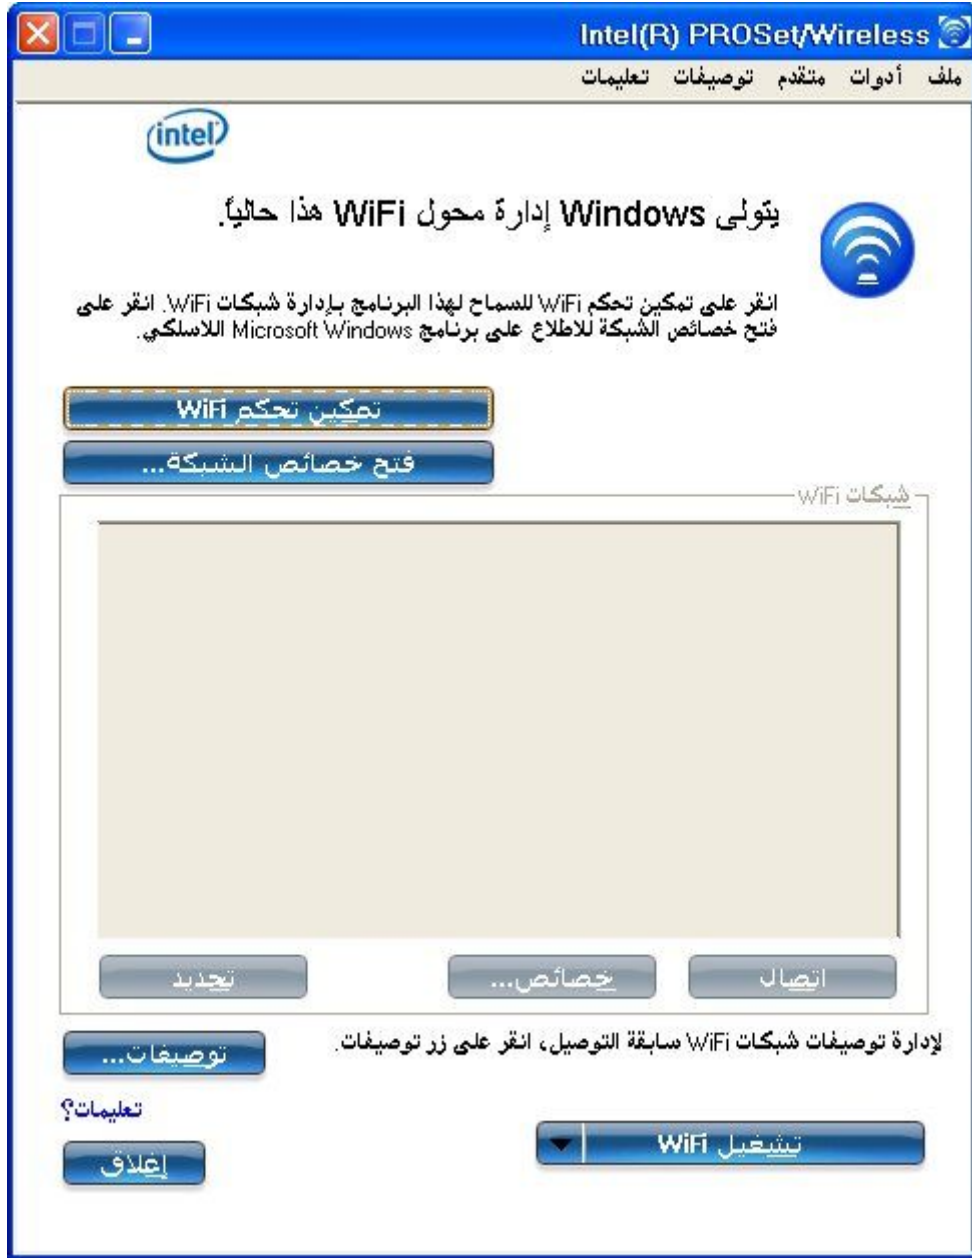 Intel(R) PROSet/Wireless
ملف أدوات متقدم توصيفات تعليمات
intel
يتولى Windows إدارة محول WiFi هذا حالياً.
انقر على تمكين تحكم WiFi للسماح لهذا البرنامج بإدارة شبكات WiFi. انقر على
فتح خصائص الشبكة للاطلاع على برنامج Microsoft Windows اللاسلكي.
تمكين تحكم WiFi
فتح خصائص الشبكة...
شبكات WiFi
اتصال خصائص... تجديد
لإدارة توصيفات شبكات WiFi سابقة التوصيل، انقر على زر توصيفات. توصيفات...
تعليمات؟
تشغيل WiFi
إغلاق